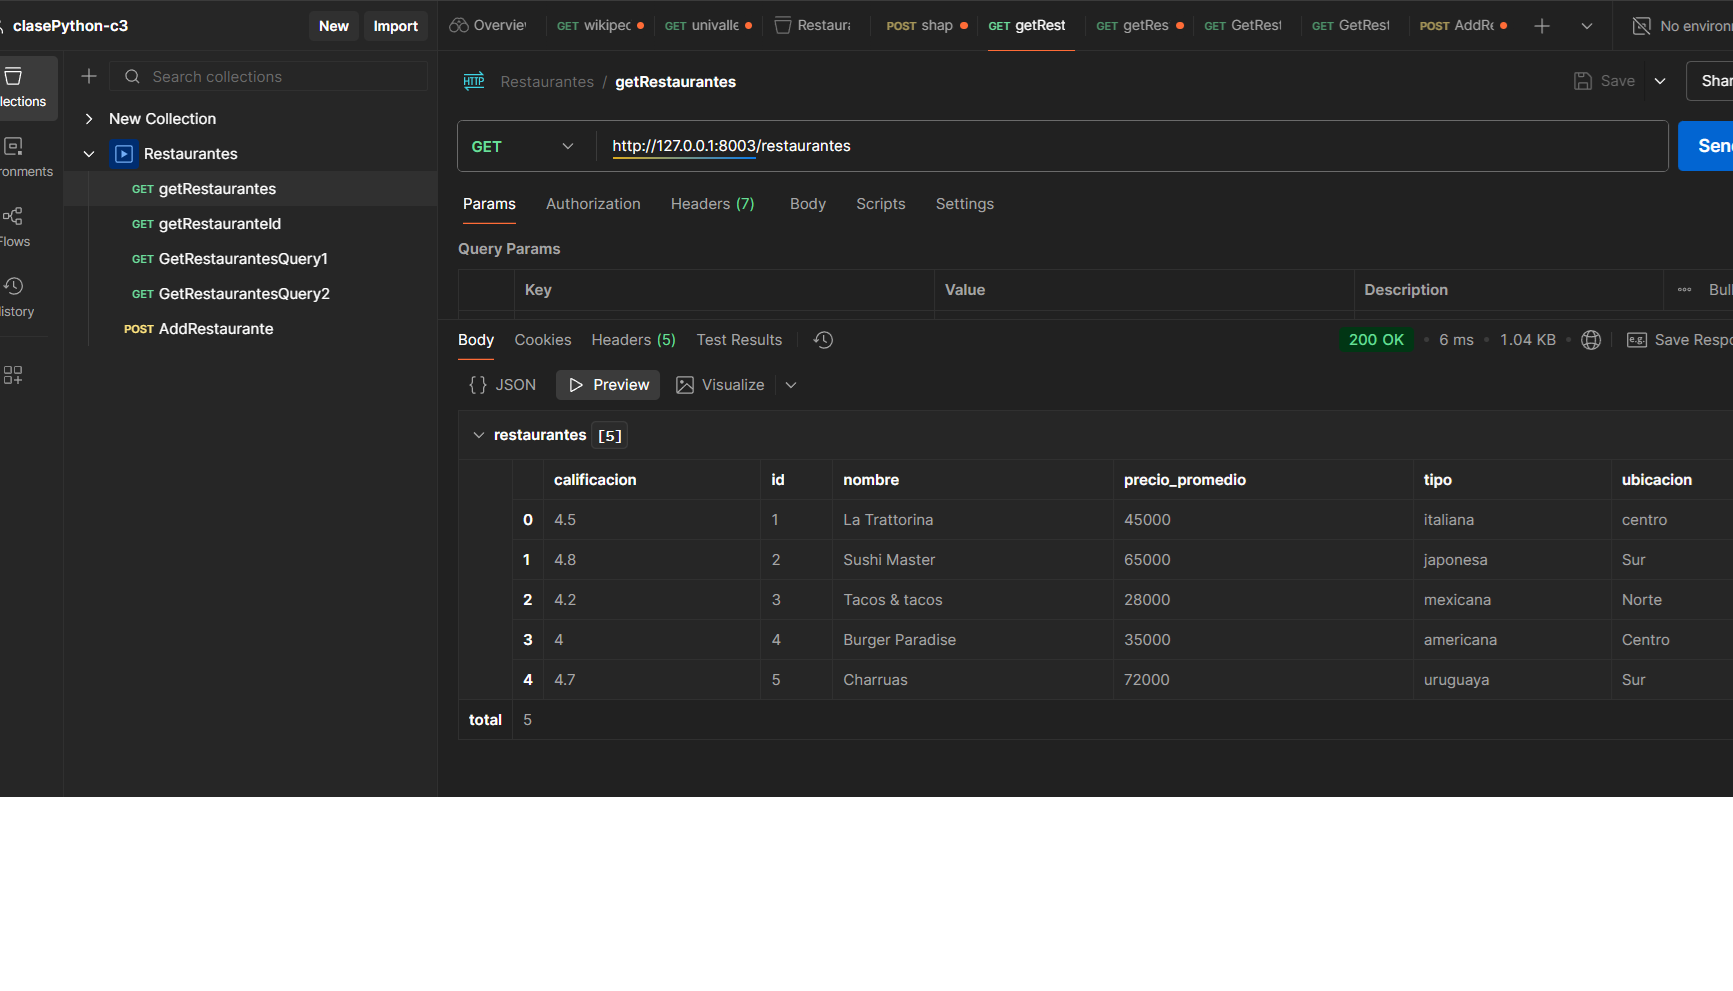 clasePython-c3 New Import Overvie GET wikipec GET univalle Restaura POST shap GET getRest GET getRes GET GetRest GET GetRest POST AddRe No environ
Search collections
lections
New Collection
Restaurantes
GET getRestaurantes
GET getRestauranteId
GET GetRestaurantesQuery1
GET GetRestaurantesQuery2
POST AddRestaurante
ronments
Flows
istory
HTTP Restaurantes / getRestaurantes Save Shar
GET http://127.0.0.1:8003/restaurantes Sen
Params Authorization Headers (7) Body Scripts Settings
Query Params
Key Value Description Bul
Body Cookies Headers (5) Test Results 200 OK 6 ms 1.04 KB e.g. Save Respo
{} JSON Preview Visualize
restaurantes [5]
calificacion id nombre precio_promedio tipo ubicacion
0 4.5 1 La Trattorina 45000 italiana centro
1 4.8 2 Sushi Master 65000 japonesa Sur
2 4.2 3 Tacos & tacos 28000 mexicana Norte
3 4 4 Burger Paradise 35000 americana Centro
4 4.7 5 Charruas 72000 uruguaya Sur
total 5